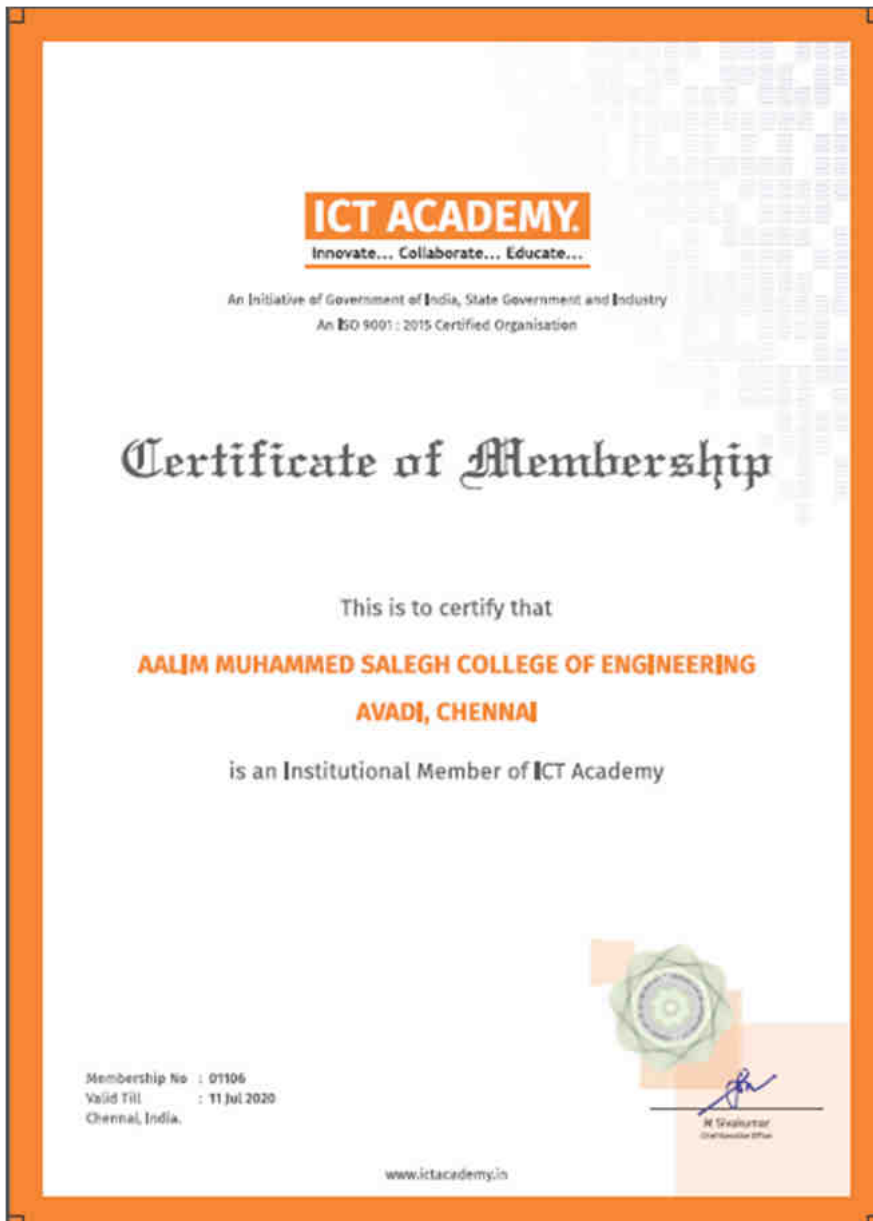 ICT ACADEMY.
Innovate... Collaborate... Educate...
An Initiative of Government of India, State Government and Industry
An ISO 9001 : 2015 Certified Organisation
Certificate of Membership
This is to certify that
AALIM MUHAMMED SALEGH COLLEGE OF ENGINEERING
AVADI, CHENNAI
is an Institutional Member of ICT Academy
Membership No : 01106
Valid Till : 11 Jul 2020
Chennai, India.
M Sivakumar
Chief Executive Officer
www.ictacademy.in